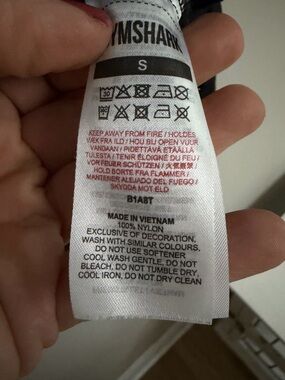 YMSHARK
S
KEEP AWAY FROM FIRE / HOLDES
VÆK FRA ILD / HOU BIJ OPEN VUUR
VANDAAN / PIDETTÄVÄ ETÄÄLLÄ
TULESTA / TENIR ÉLOIGNÉ DU FEU /
VOR FEUER SCHÜTZEN / 火気厳禁 /
HOLD BORTE FRA FLAMMER /
MANTENER ALEJADO DEL FUEGO /
SKYDDA MOT ELD
B1A8T
MADE IN VIETNAM
100% NYLON
EXCLUSIVE OF DECORATION
WASH WITH SIMILAR COLOURS,
DO NOT USE SOFTENER
COOL WASH GENTLE, DO NOT
BLEACH, DO NOT TUMBLE DRY,
COOL IRON, DO NOT DRY CLEAN